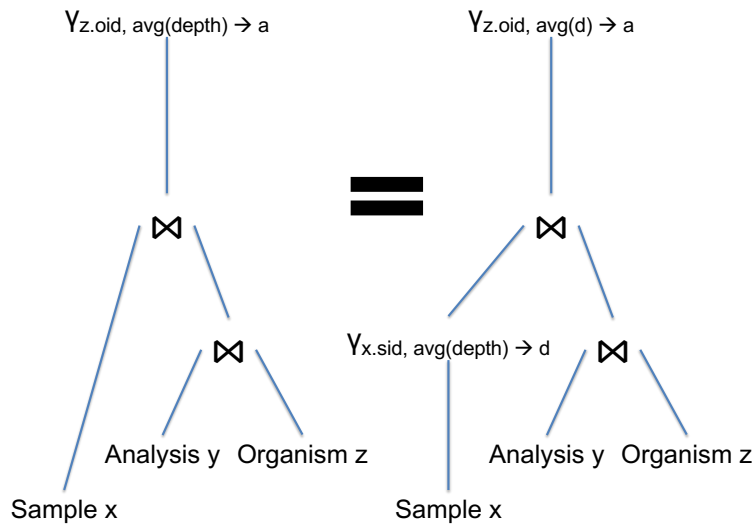 γz.oid, avg(depth) → a
γz.oid, avg(d) → a
=
⋈
⋈
γx.sid, avg(depth) → d
⋈
⋈
Analysis y Organism z
Analysis y Organism z
Sample x
Sample x